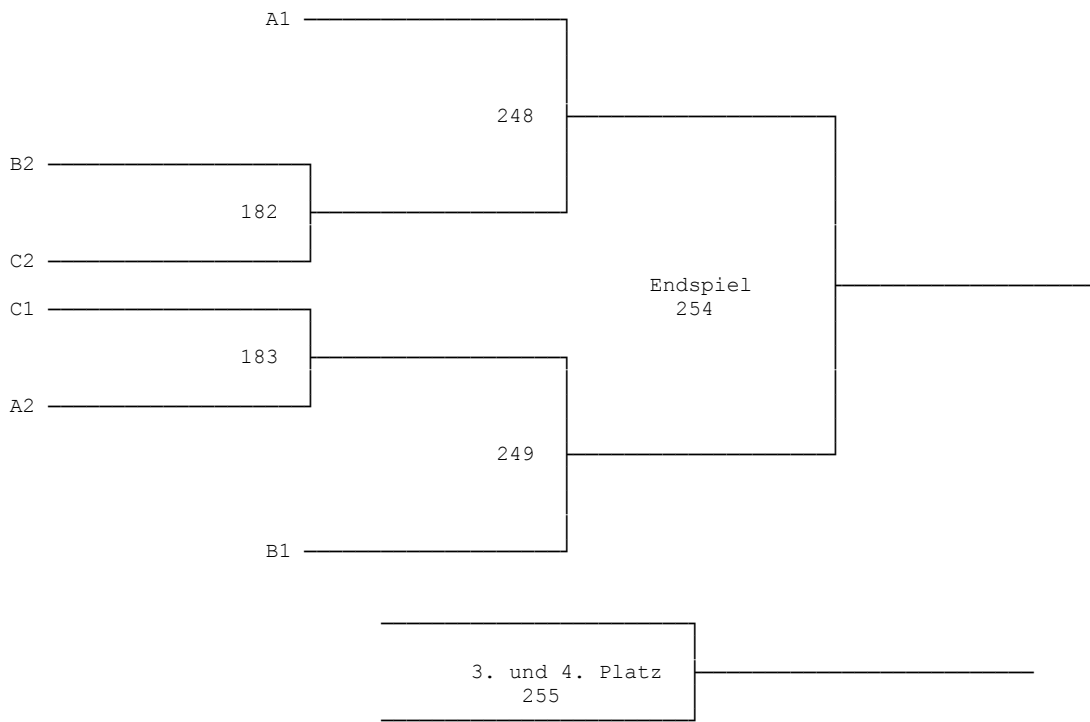 A1
248
B2
182
C2
Endspiel
C1
254
183
A2
249
B1
3. und 4. Platz
255